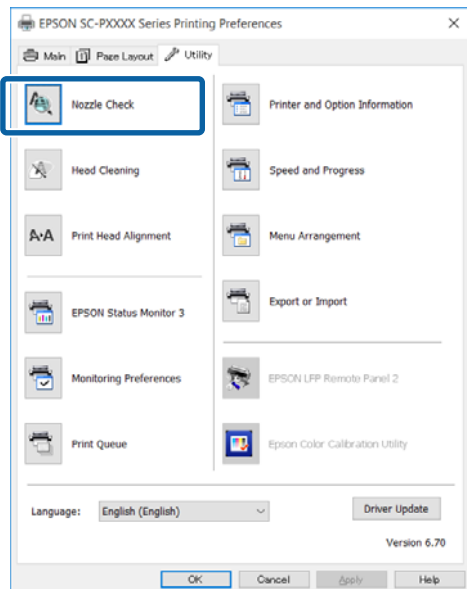 EPSON SC-PXXXX Series Printing Preferences
Main Page Layout Utility
Nozzle Check
Printer and Option Information
Head Cleaning
Speed and Progress
A·A Print Head Alignment
Menu Arrangement
EPSON Status Monitor 3
Export or Import
Monitoring Preferences
EPSON LFP Remote Panel 2
Print Queue
Epson Color Calibration Utility
Language: English (English)
Driver Update
Version 6.70
OK Cancel Apply Help